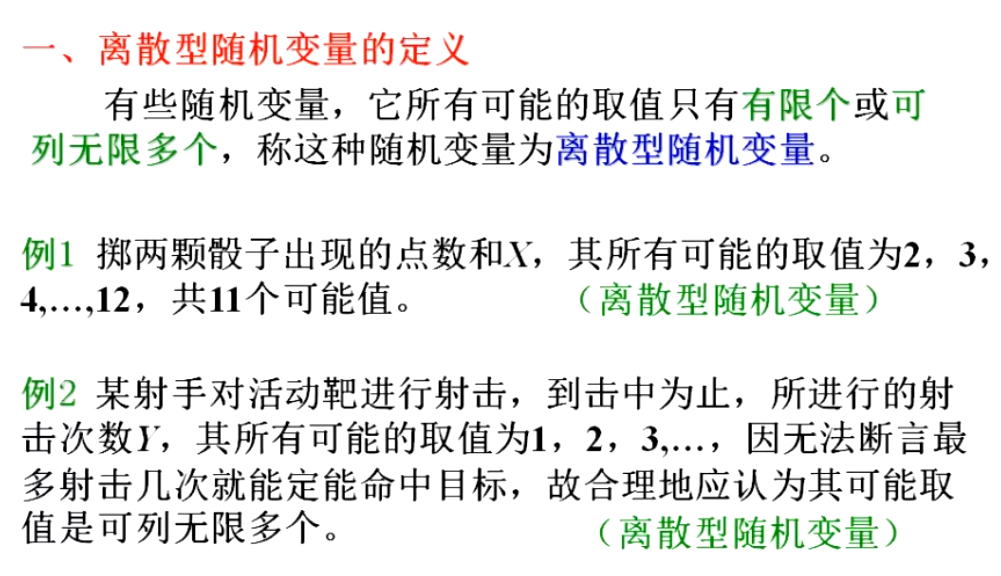 一、离散型随机变量的定义
有些随机变量，它所有可能的取值只有有限个或可
列无限多个，称这种随机变量为离散型随机变量。
例1 掷两颗骰子出现的点数和X，其所有可能的取值为2，3，
4,…,12，共11个可能值。 （离散型随机变量）
例2 某射手对活动靶进行射击，到击中为止，所进行的射
击次数Y，其所有可能的取值为1，2，3,…，因无法断言最
多射击几次就能定能命中目标，故合理地应认为其可能取
值是可列无限多个。 （离散型随机变量）